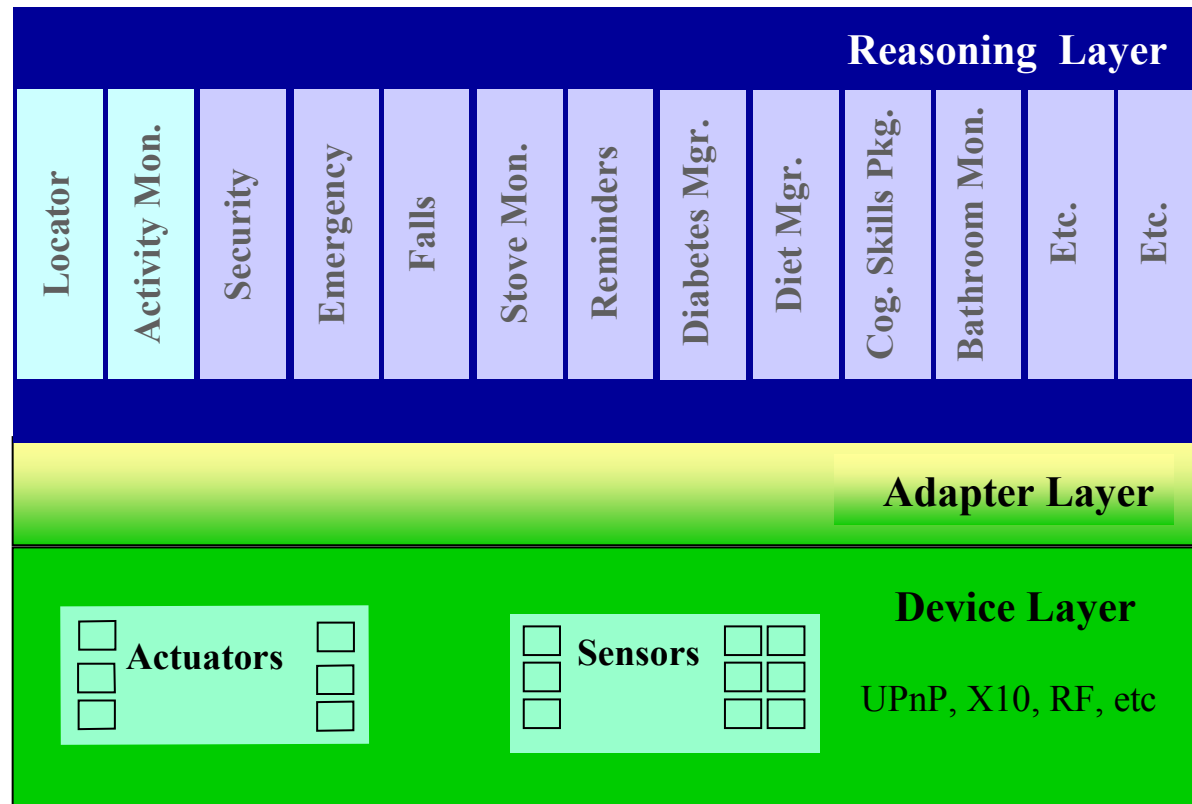 Reasoning Layer
Locator
Activity Mon.
Security
Emergency
Falls
Stove Mon.
Reminders
Diabetes Mgr.
Diet Mgr.
Cog. Skills Pkg.
Bathroom Mon.
Etc.
Etc.
Adapter Layer
Device Layer
Actuators
Sensors
UPnP, X10, RF, etc